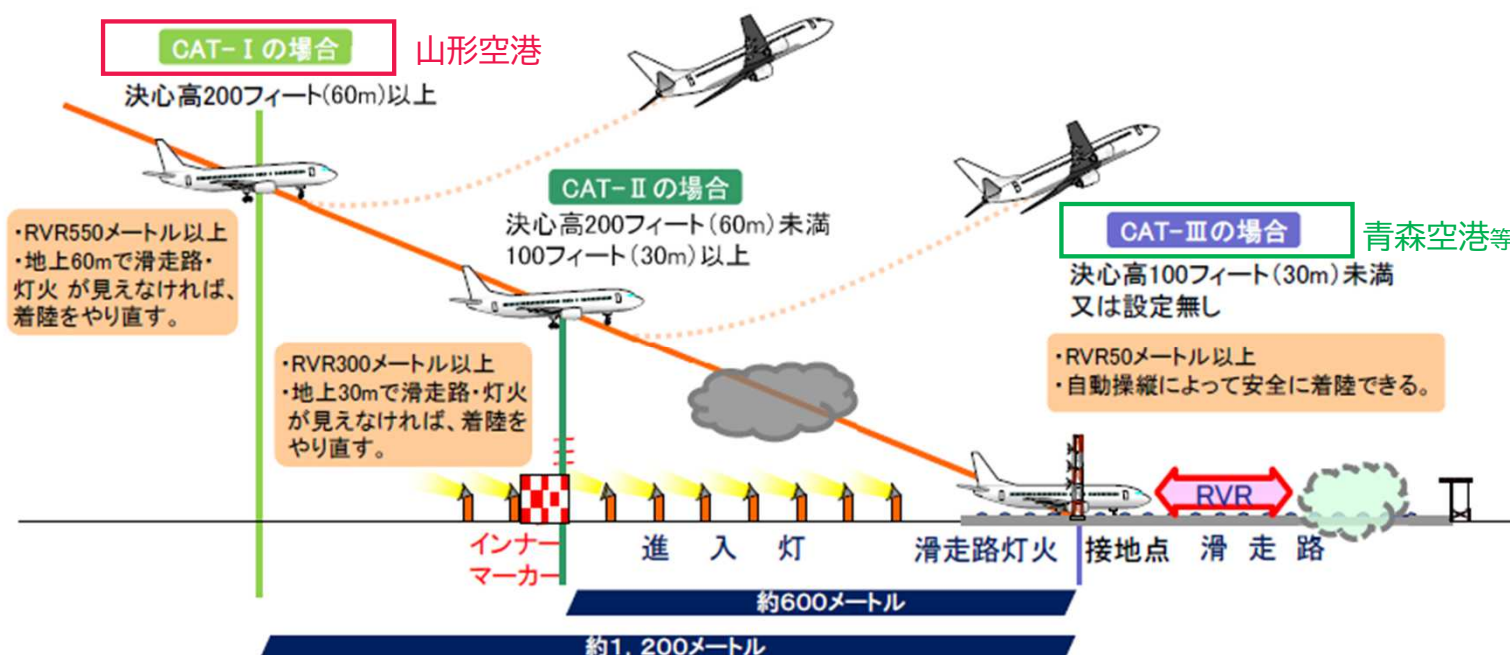 CAT-Ⅰの場合
山形空港
決心高200フィート(60m)以上
・RVR550メートル以上
・地上60mで滑走路・
灯火 が見えなければ、
着陸をやり直す。
CAT-Ⅱの場合
決心高200フィート(60m)未満
100フィート(30m)以上
・RVR300メートル以上
・地上30mで滑走路・灯火
が見えなければ、着陸を
やり直す。
CAT-Ⅲの場合
青森空港等
決心高100フィート(30m)未満
又は設定無し
・RVR50メートル以上
・自動操縦によって安全に着陸できる。
RVR
インナー
マーカー
進入灯
滑走路灯火
接地点
滑走路
約600メートル
約1,200メートル